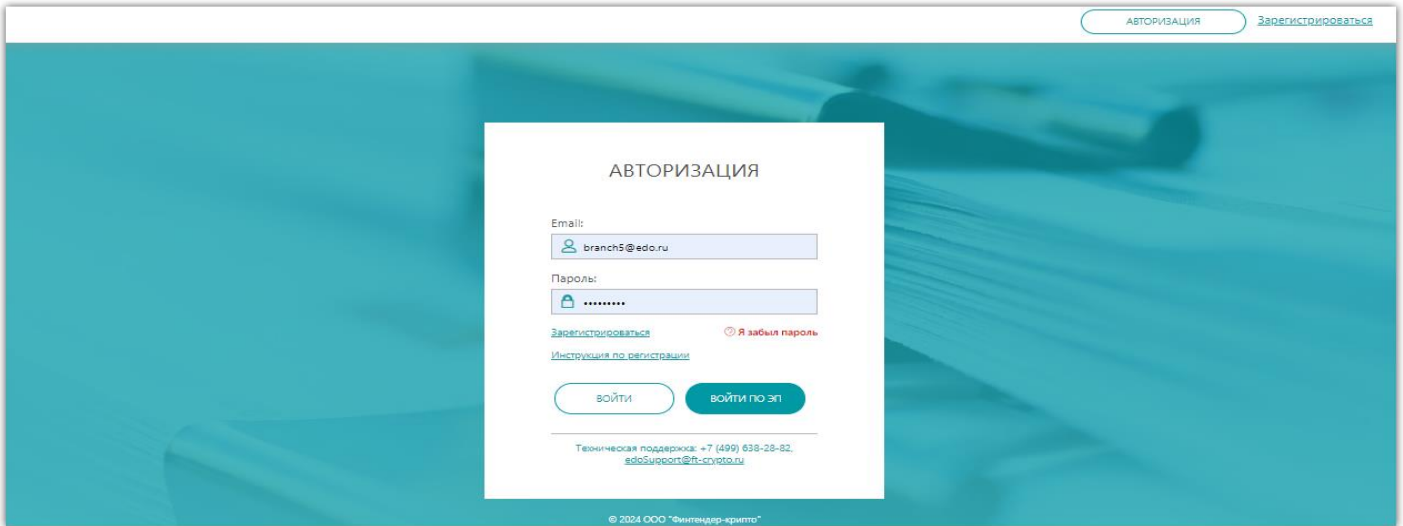 АВТОРИЗАЦИЯ Зарегистрироваться
АВТОРИЗАЦИЯ
Email:
branch5@edo.ru
Пароль:
•••••••••
Зарегистрироваться Я забыл пароль
Инструкция по регистрации
ВОЙТИ ВОЙТИ ПО ЭП
Техническая поддержка: +7 (499) 638-28-82,
edoSupport@ft-crypto.ru
© 2024 ООО "Финтендер-крипто"